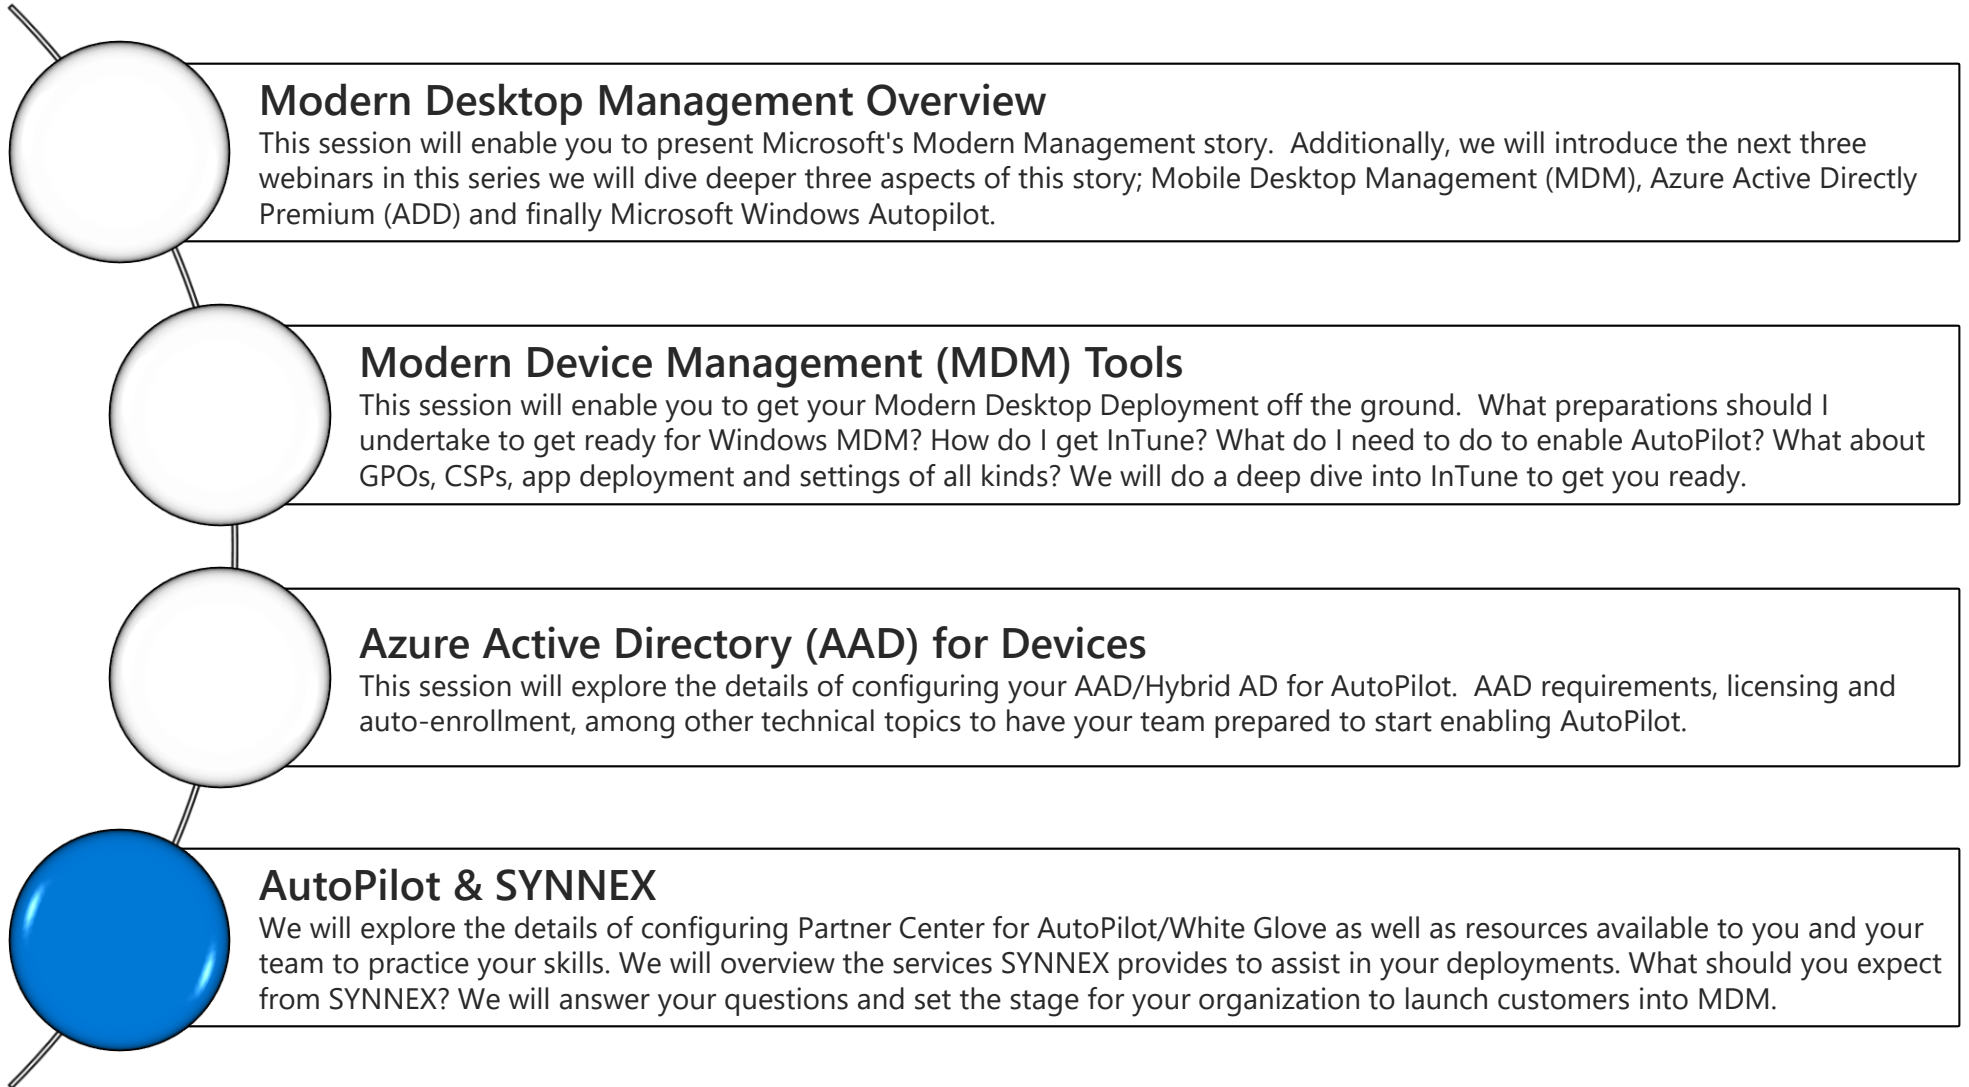 Modern Desktop Management Overview
This session will enable you to present Microsoft's Modern Management story.  Additionally, we will introduce the next three
webinars in this series we will dive deeper three aspects of this story; Mobile Desktop Management (MDM), Azure Active Directly
Premium (ADD) and finally Microsoft Windows Autopilot.
Modern Device Management (MDM) Tools
This session will enable you to get your Modern Desktop Deployment off the ground.  What preparations should I
undertake to get ready for Windows MDM? How do I get InTune? What do I need to do to enable AutoPilot? What about
GPOs, CSPs, app deployment and settings of all kinds? We will do a deep dive into InTune to get you ready.
Azure Active Directory (AAD) for Devices
This session will explore the details of configuring your AAD/Hybrid AD for AutoPilot.  AAD requirements, licensing and
auto-enrollment, among other technical topics to have your team prepared to start enabling AutoPilot.
AutoPilot & SYNNEX
We will explore the details of configuring Partner Center for AutoPilot/White Glove as well as resources available to you and your
team to practice your skills. We will overview the services SYNNEX provides to assist in your deployments. What should you expect
from SYNNEX? We will answer your questions and set the stage for your organization to launch customers into MDM.